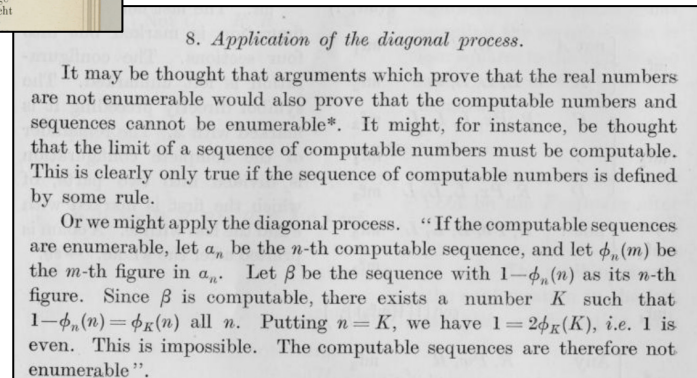 cht
8. Application of the diagonal process.
It may be thought that arguments which prove that the real numbers
are not enumerable would also prove that the computable numbers and
sequences cannot be enumerable*. It might, for instance, be thought
that the limit of a sequence of computable numbers must be computable.
This is clearly only true if the sequence of computable numbers is defined
by some rule.
Or we might apply the diagonal process. “If the computable sequences
are enumerable, let aₙ be the n-th computable sequence, and let ϕₙ(m) be
the m-th figure in aₙ. Let β be the sequence with 1—ϕₙ(n) as its n-th
figure. Since β is computable, there exists a number K such that
1—ϕₙ(n) = ϕ_K(n) all n. Putting n = K, we have 1 = 2ϕ_K(K), i.e. 1 is
even. This is impossible. The computable sequences are therefore not
enumerable”.